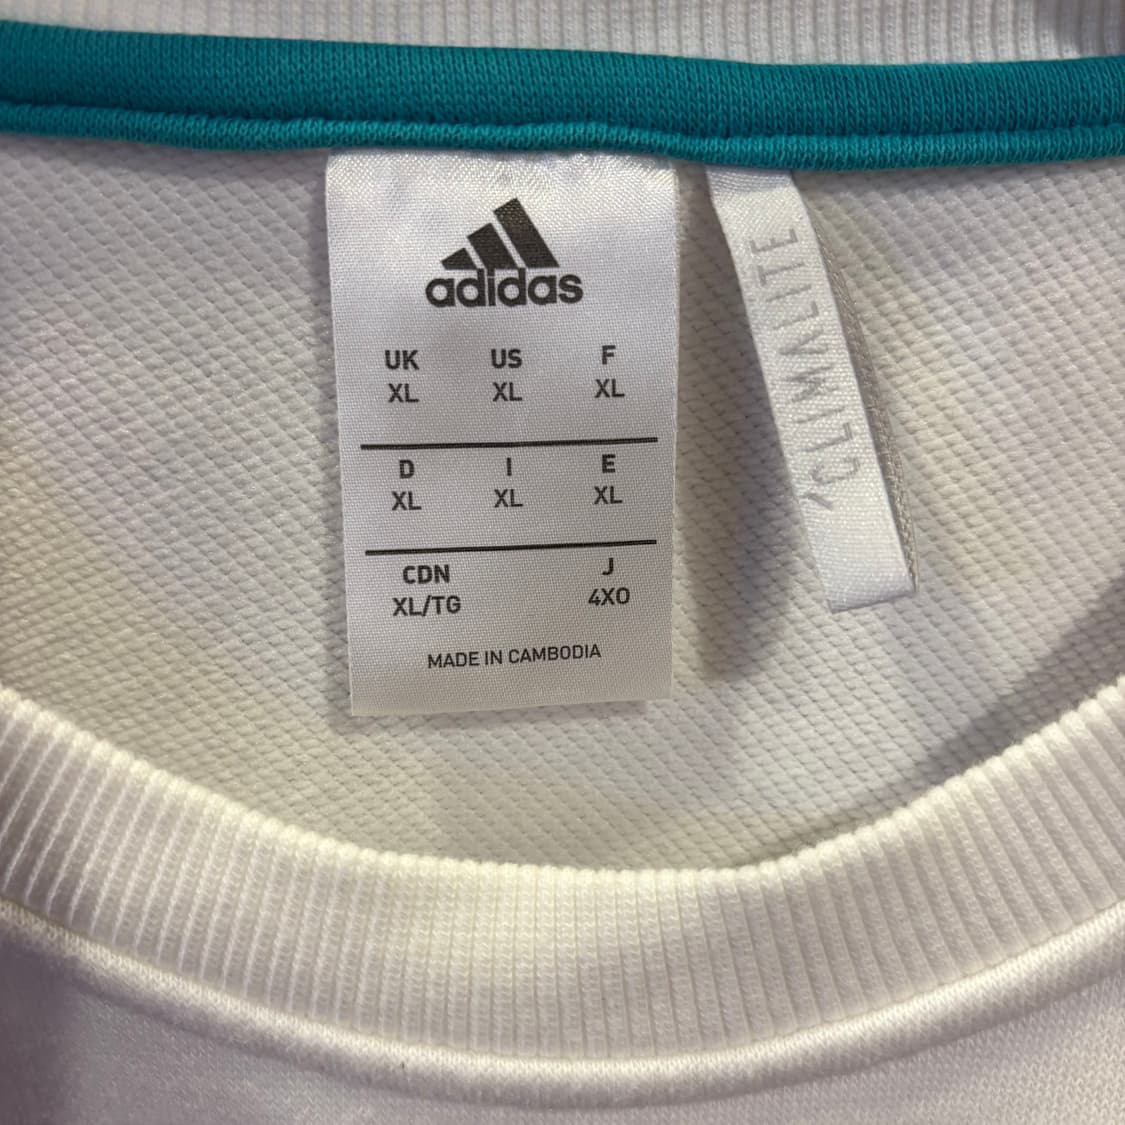 adidas
UK US F
XL XL XL
D I E
XL XL XL
CDN J
XL/TG 4XO
MADE IN CAMBODIA
CLIMALITE